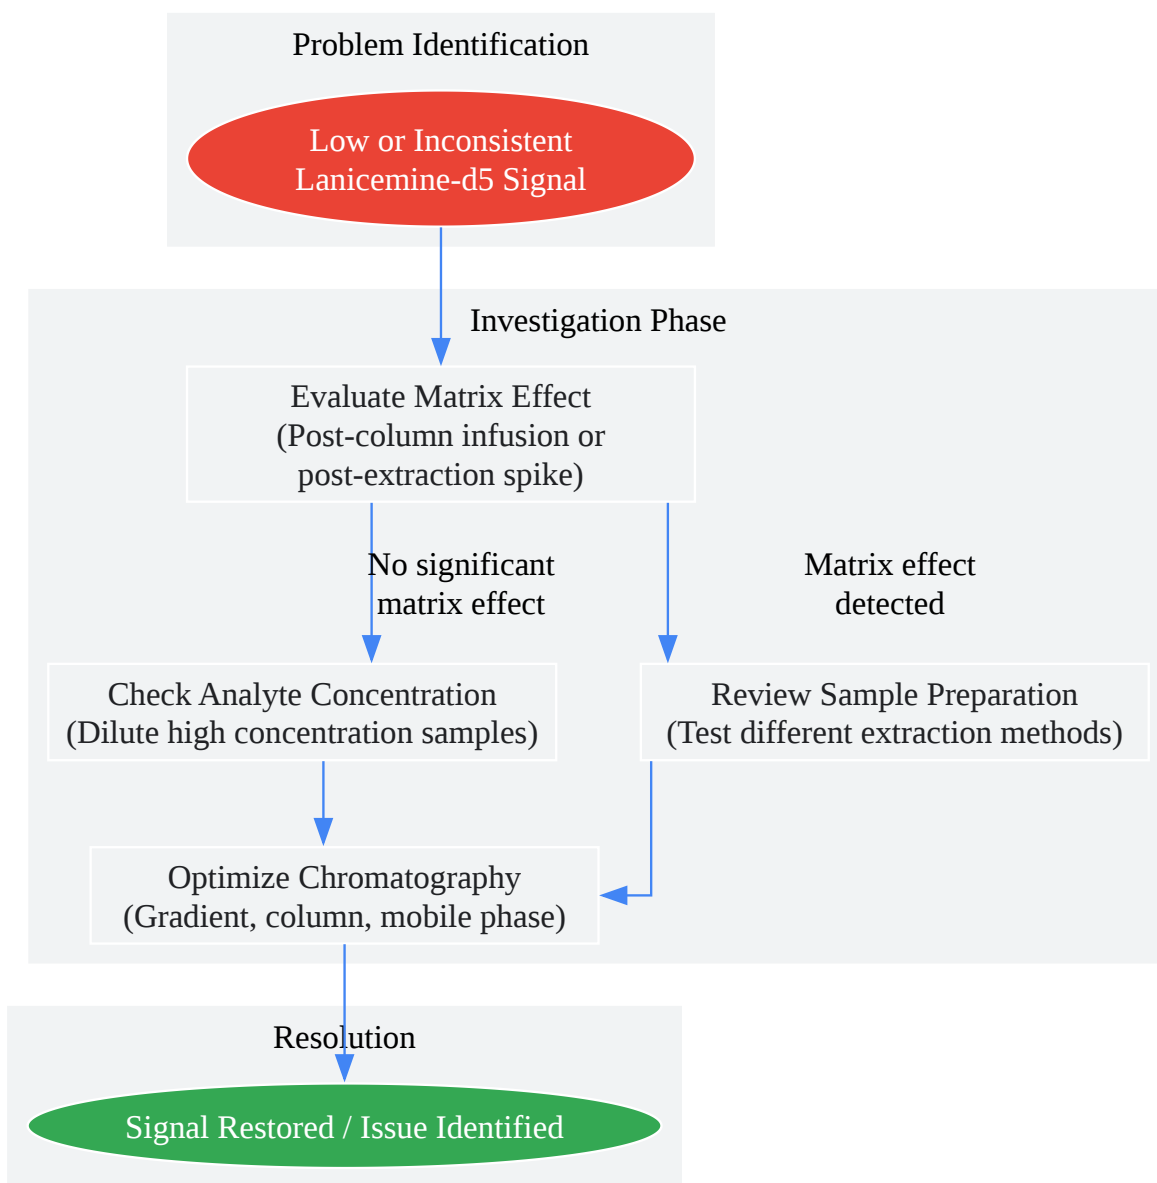 Problem Identification
Low or Inconsistent
Lanicemine-d5 Signal
Investigation Phase
Evaluate Matrix Effect
(Post-column infusion or
post-extraction spike)
No significant
matrix effect
Matrix effect
detected
Check Analyte Concentration
(Dilute high concentration samples)
Review Sample Preparation
(Test different extraction methods)
Optimize Chromatography
(Gradient, column, mobile phase)
Resolution
Signal Restored / Issue Identified